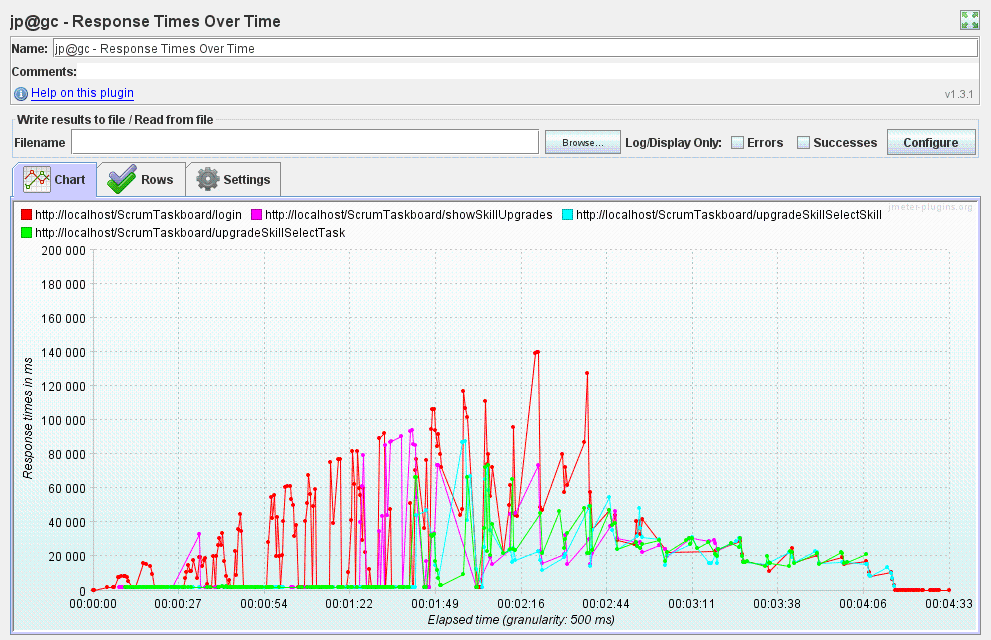 jp@gc - Response Times Over Time
Name: jp@gc - Response Times Over Time
Comments:
Help on this plugin v1.3.1
Write results to file / Read from file
Filename Browse... Log/Display Only: Errors Successes Configure
Chart Rows Settings
jmeter-plugins.org
http://localhost/ScrumTaskboard/login http://localhost/ScrumTaskboard/showSkillUpgrades http://localhost/ScrumTaskboard/upgradeSkillSelectSkill
http://localhost/ScrumTaskboard/upgradeSkillSelectTask
200 000
180 000
160 000
140 000
120 000
100 000
80 000
60 000
40 000
20 000
0
Response times in ms
00:00:00 00:00:27 00:00:54 00:01:22 00:01:49 00:02:16 00:02:44 00:03:11 00:03:38 00:04:06 00:04:33
Elapsed time (granularity: 500 ms)